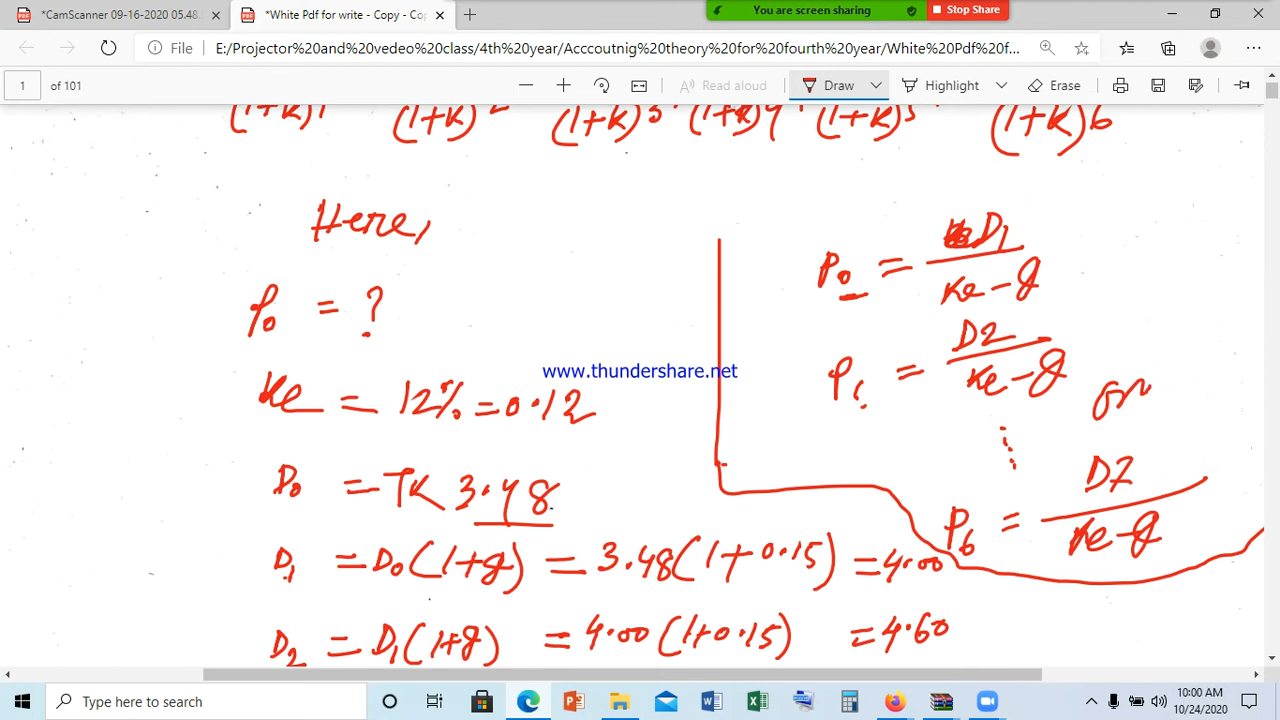 *CamScanner 09-16-2020 05.48
*White Pdf for write - Copy - Cop
You are screen sharing
Stop Share
File
E:/Projector%20and%20vedeo%20class/4th%20year/Acccoutnig%20theory%20for%20fourth%20year/White%20Pdf%20f...
1 of 101
Read aloud
Draw
Highlight
Erase
(1+k)1 (1+k)2 (1+k)3 (1+k)4 (1+k)5 (1+k)6
Here,
P0 = ?
Ke = 12% = 0.12
D0 = TK 3.48
D1 = D0(1+g) = 3.48(1+0.15) = 4.00
D2 = D1(1+g) = 4.00(1+0.15) = 4.60
P0 = D1 / Ke-g
P1 = D2 / Ke-g
or
P6 = D7 / Ke-g
www.thundershare.net
Type here to search
10:00 AM
10/24/2020